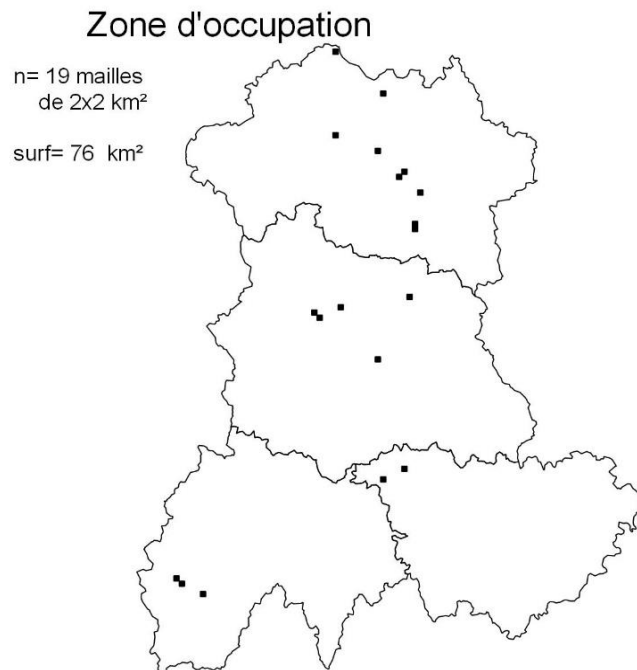 Zone d'occupation
n= 19 mailles
de 2x2 km²
surf= 76 km²